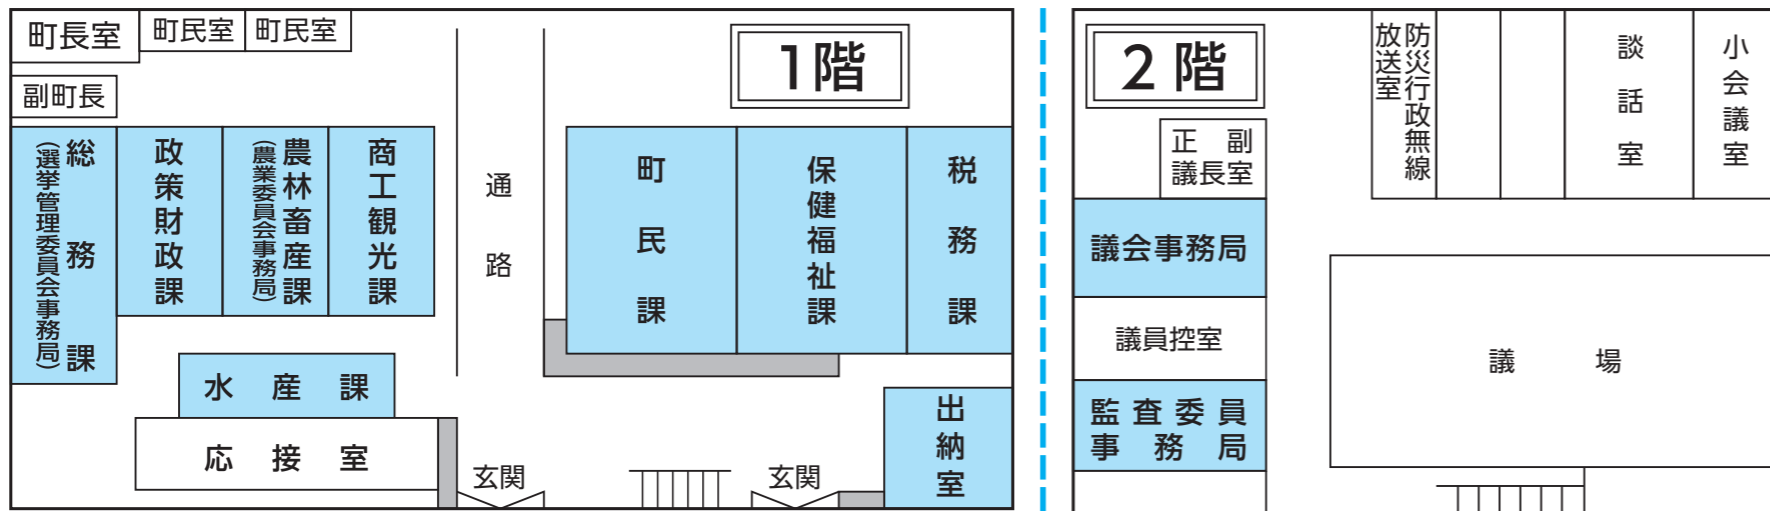 町長室
町民室
町民室
副町長
1階
総務課
(選挙管理委員会事務局)
政策財政課
農林畜産課
(農業委員会事務局)
商工観光課
通路
町民課
保健福祉課
税務課
水産課
応接室
玄関
玄関
出納室
2階
正副
議長室
議会事務局
議員控室
監査委員
事務局
防災行政無線
放送室
談話室
小会議室
議場